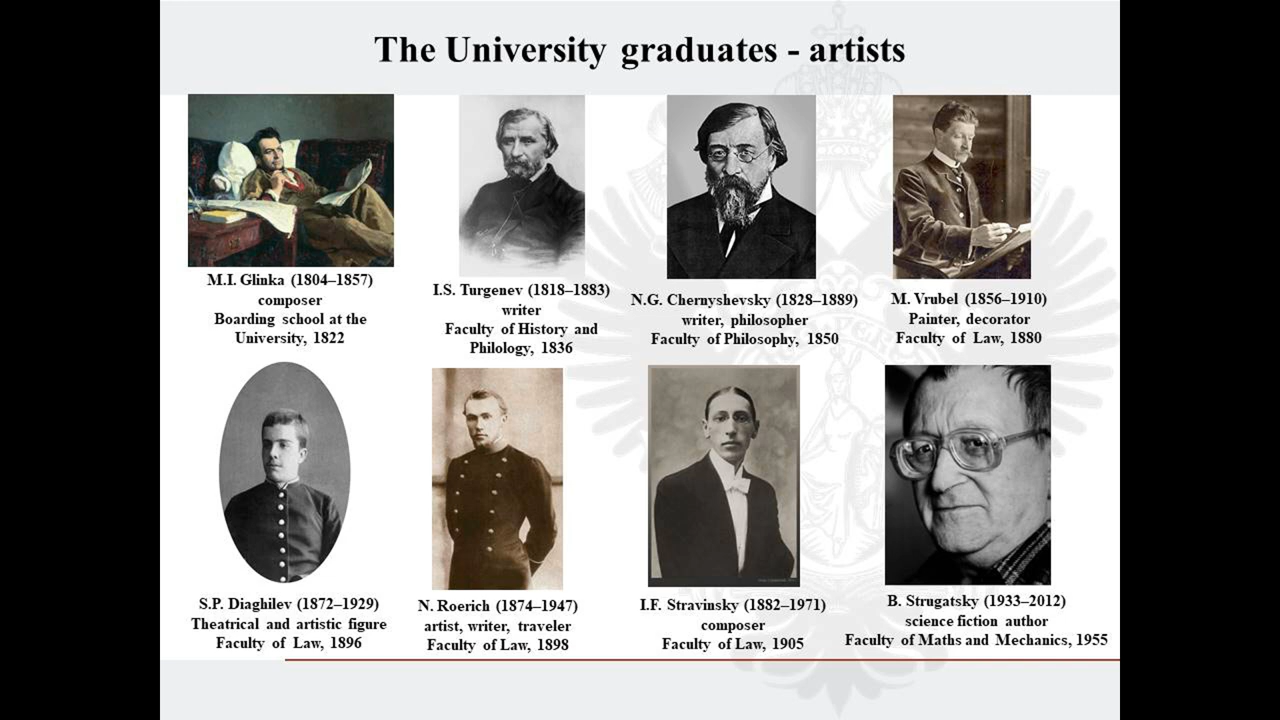 The University graduates - artists
M.I. Glinka (1804–1857)
composer
Boarding school at the
University, 1822
I.S. Turgenev (1818–1883)
writer
Faculty of History and
Philology, 1836
N.G. Chernyshevsky (1828–1889)
writer, philosopher
Faculty of Philosophy, 1850
M. Vrubel (1856–1910)
Painter, decorator
Faculty of Law, 1880
S.P. Diaghilev (1872–1929)
Theatrical and artistic figure
Faculty of Law, 1896
N. Roerich (1874–1947)
artist, writer, traveler
Faculty of Law, 1898
I.F. Stravinsky (1882–1971)
composer
Faculty of Law, 1905
B. Strugatsky (1933–2012)
science fiction author
Faculty of Maths and Mechanics, 1955